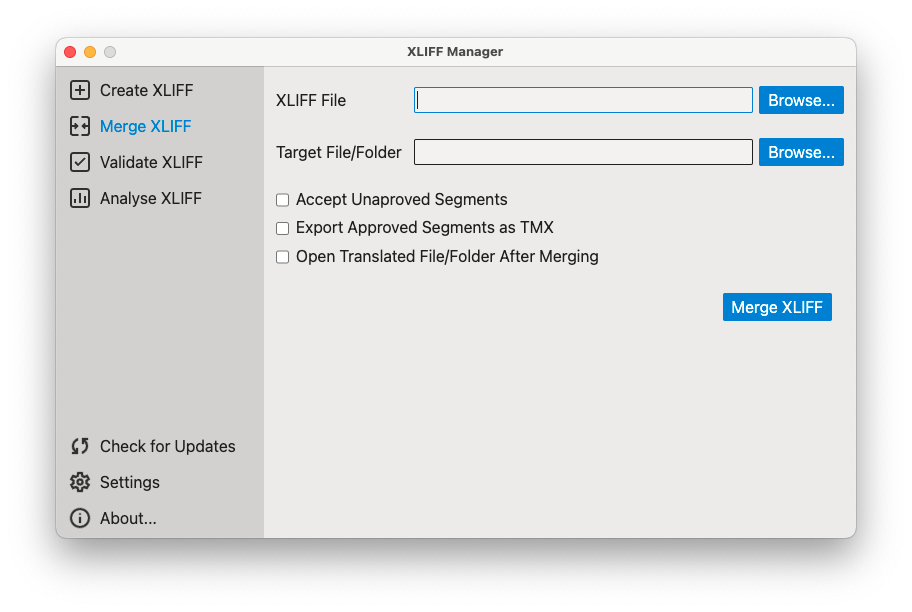 XLIFF Manager
Create XLIFF
Merge XLIFF
Validate XLIFF
Analyse XLIFF
Check for Updates
Settings
About...
XLIFF File
Browse...
Target File/Folder
Browse...
Accept Unaproved Segments
Export Approved Segments as TMX
Open Translated File/Folder After Merging
Merge XLIFF